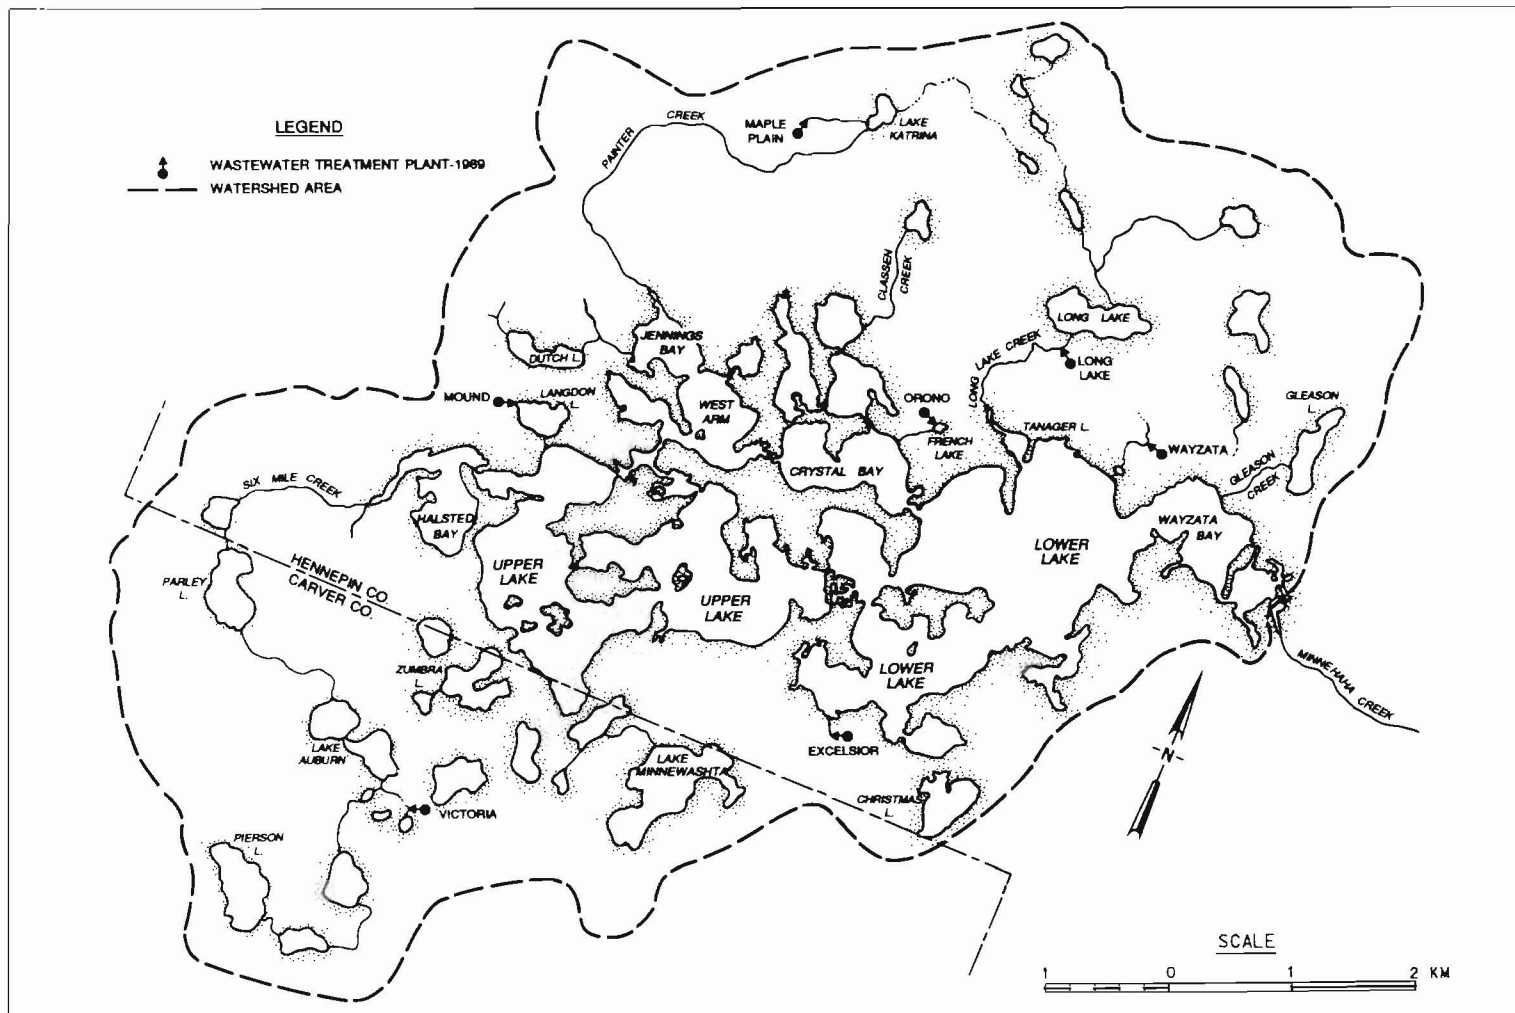 LEGEND
WASTEWATER TREATMENT PLANT-1969
WATERSHED AREA
PAINTER
CREEK
MAPLE
PLAIN
LAKE
KATRINA
CLASSEN
CREEK
LONG LAKE
LONG LAKE CREEK
LONG
LAKE
JENNINGS
BAY
DUTCH L.
MOUND
LANGDON
L.
WEST
ARM
ORONO
FRENCH
LAKE
TANAGER L.
GLEASON
L.
WAYZATA
GLEASON
CREEK
CRYSTAL BAY
SIX MILE CREEK
HALSTED
BAY
WAYZATA
BAY
UPPER
LAKE
LOWER
LAKE
HENNEPIN CO.
CARVER CO.
PARLEY
L.
UPPER
LAKE
ZUMBRA
L.
LOWER
LAKE
MINNEHAHA CREEK
LAKE
AUBURN
EXCELSIOR
LAKE
MINNEWASHTA
N
CHRISTMAS
L.
VICTORIA
PIERSON
L.
SCALE
1 0 1 2 KM